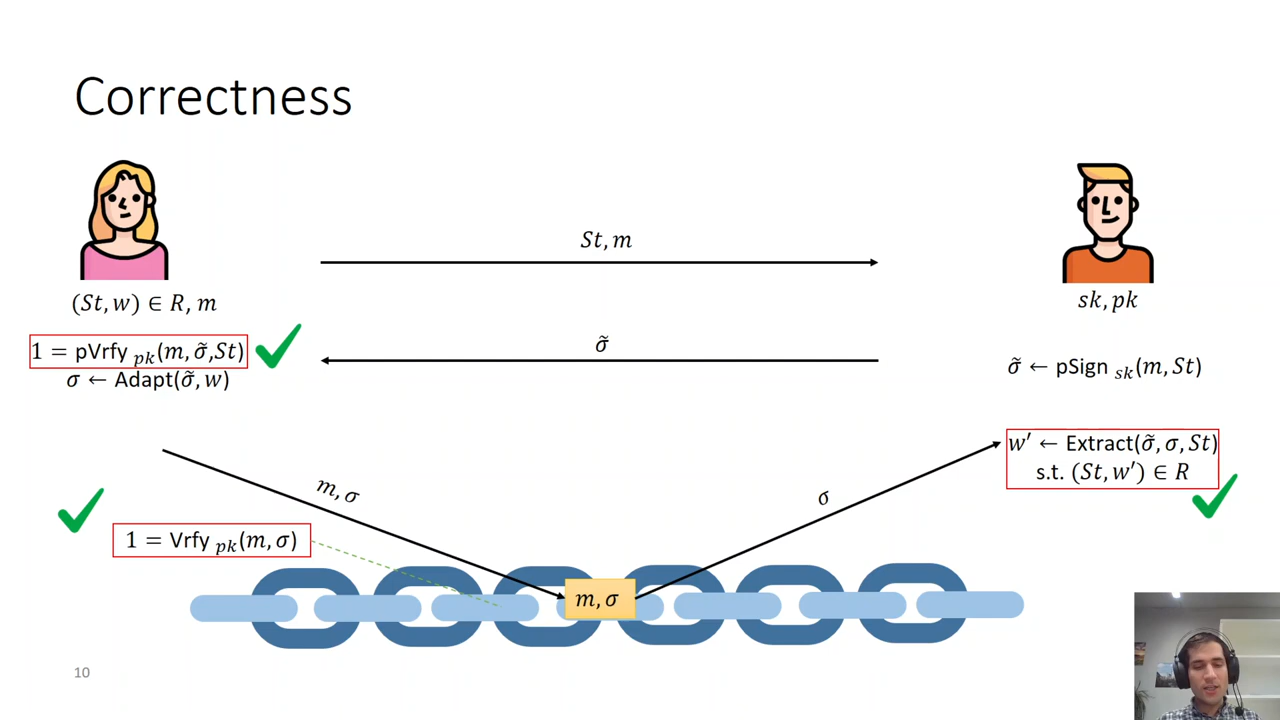 Correctness
St, m
(St, w) ∈ R, m
sk, pk
1 = pVrfy pk(m, σ̃,St)
σ ← Adapt(σ̃, w)
σ̃
σ̃ ← pSign sk(m, St)
w′ ← Extract(σ̃, σ, St)
s.t. (St, w′) ∈ R
m, σ
σ
1 = Vrfy pk(m, σ)
m, σ
10